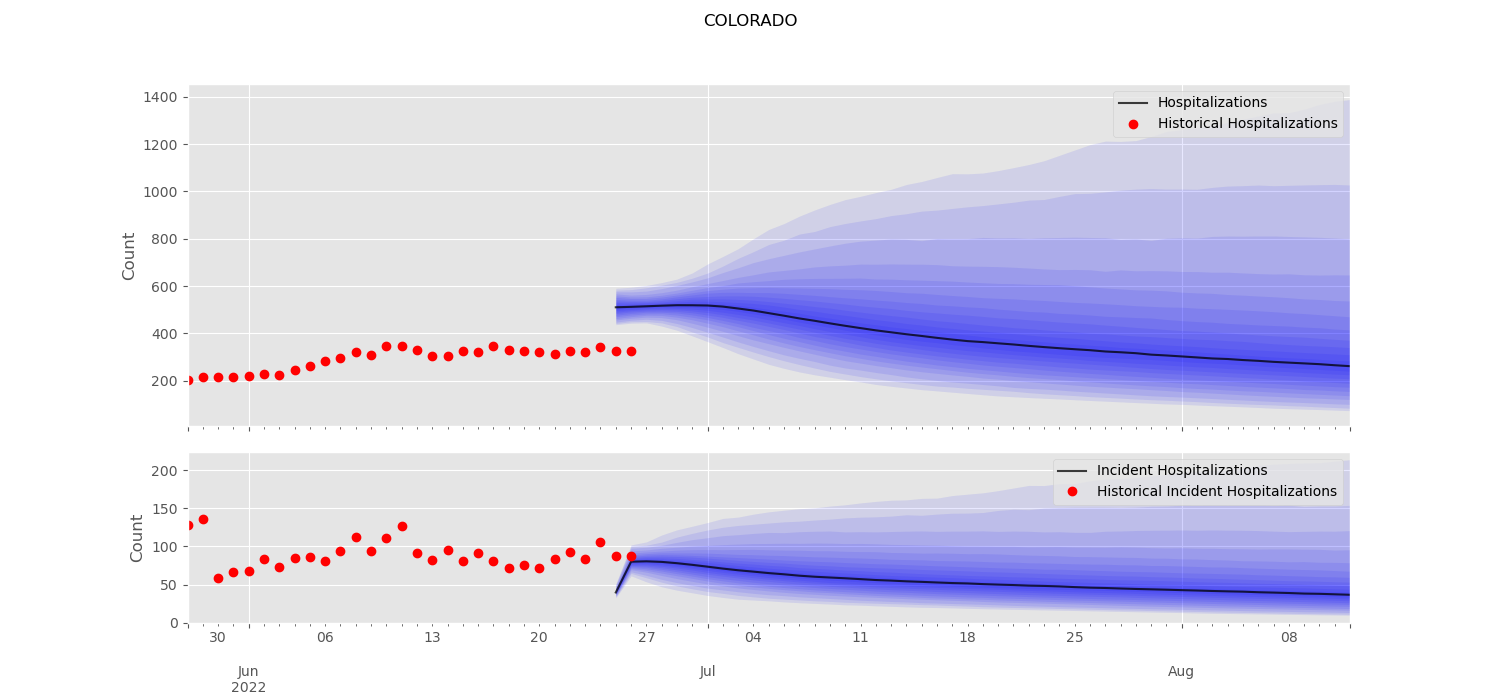 COLORADO
1400
1200
1000
800
600
400
200
Count
Hospitalizations
Historical Hospitalizations
200
150
100
50
0
Count
Incident Hospitalizations
Historical Incident Hospitalizations
30 06 13 20 27 04 11 18 25 08
Jun Jul Aug
2022